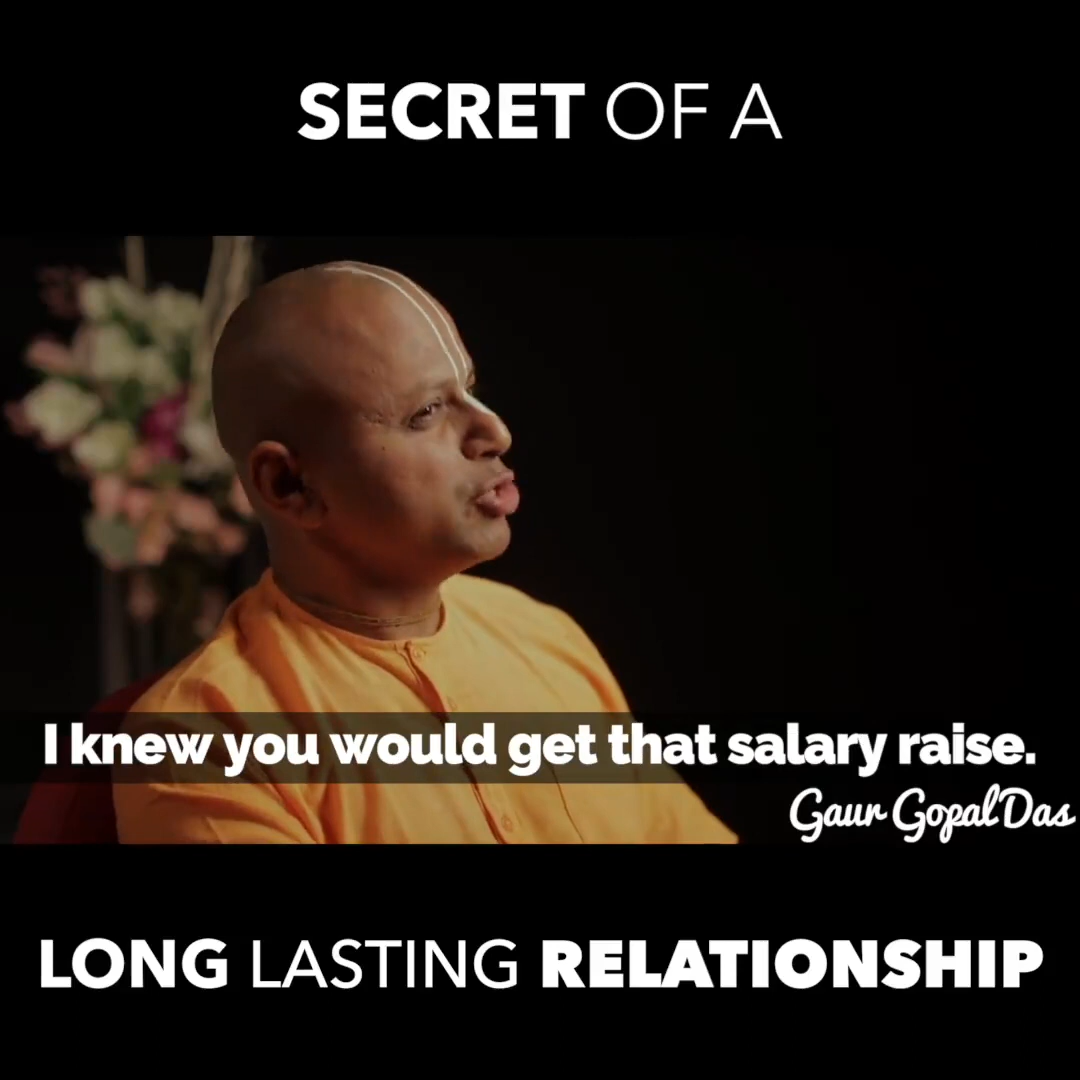 SECRET OF A
I knew you would get that salary raise.
Gaur Gopal Das
LONG LASTING RELATIONSHIP